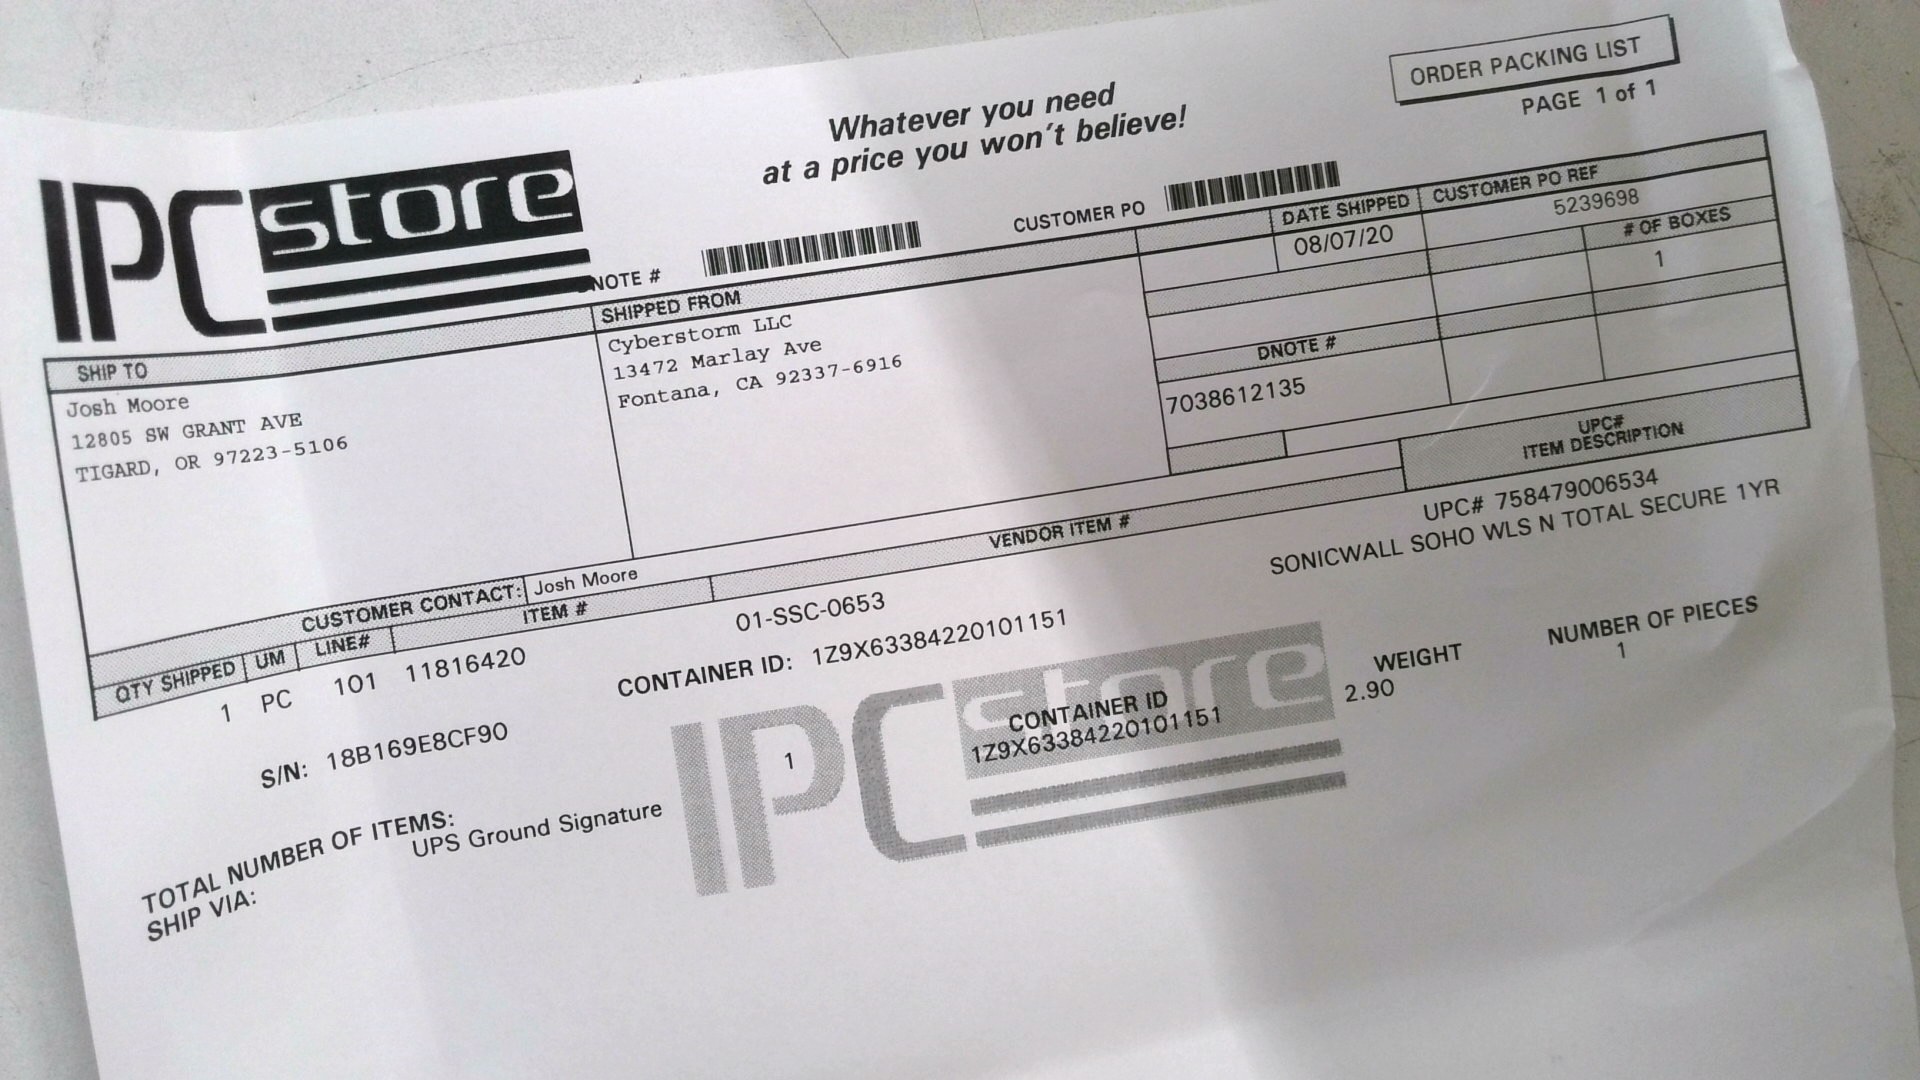 ORDER PACKING LIST
PAGE 1 of 1
Whatever you need
at a price you won't believe!
IPCstore
NOTE #
CUSTOMER PO
DATE SHIPPED
CUSTOMER PO REF
08/07/20
5239698
# OF BOXES
1
SHIP TO
SHIPPED FROM
Josh Moore
12805 SW GRANT AVE
TIGARD, OR 97223-5106
Cyberstorm LLC
13472 Marlay Ave
Fontana, CA 92337-6916
DNOTE #
7038612135
CUSTOMER CONTACT: Josh Moore
QTY SHIPPED UM LINE# ITEM # VENDOR ITEM # UPC#
ITEM DESCRIPTION
1 PC 101 11816420 01-SSC-0653 UPC# 758479006534
SONICWALL SOHO WLS N TOTAL SECURE 1YR
CONTAINER ID: 1Z9X63384220101151
S/N: 18B169E8CF90
IPCstore
CONTAINER ID WEIGHT NUMBER OF PIECES
1Z9X63384220101151 2.90 1
TOTAL NUMBER OF ITEMS: 1
SHIP VIA: UPS Ground Signature